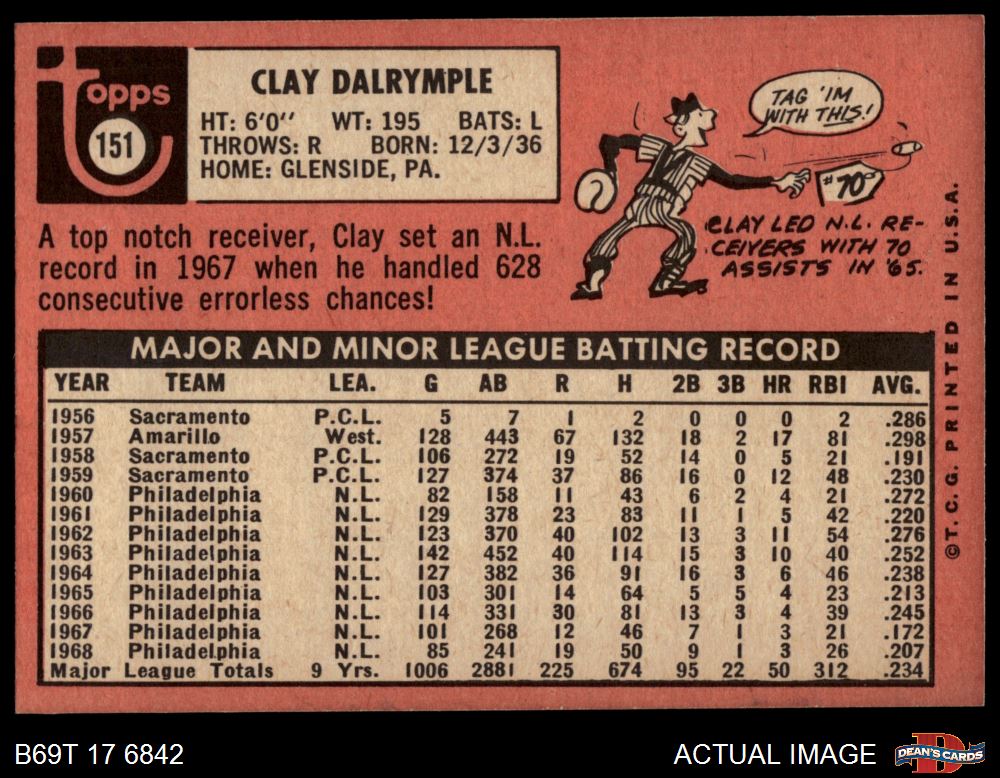 Topps
151
CLAY DALRYMPLE
HT: 6'0" WT: 195 BATS: L
THROWS: R BORN: 12/3/36
HOME: GLENSIDE, PA.
A top notch receiver, Clay set an N.L.
record in 1967 when he handled 628
consecutive errorless chances!
TAG 'IM
WITH THIS!
#70
CLAY LED N.L. RE-
CEIVERS WITH 70
ASSISTS IN '65.
MAJOR AND MINOR LEAGUE BATTING RECORD
YEAR TEAM LEA. G AB R H 2B 3B HR RBI AVG.
1956 Sacramento P.C.L. 5 7 1 2 0 0 0 2 .286
1957 Amarillo West. 128 443 67 132 18 2 17 81 .298
1958 Sacramento P.C.L. 106 272 19 52 14 0 5 21 .191
1959 Sacramento P.C.L. 127 374 37 86 16 0 12 48 .230
1960 Philadelphia N.L. 82 158 11 43 6 2 4 21 .272
1961 Philadelphia N.L. 129 378 23 83 11 1 5 42 .220
1962 Philadelphia N.L. 123 370 40 102 13 3 11 54 .276
1963 Philadelphia N.L. 142 452 40 114 15 3 10 40 .252
1964 Philadelphia N.L. 127 382 36 91 16 3 6 46 .238
1965 Philadelphia N.L. 103 301 14 64 5 5 4 23 .213
1966 Philadelphia N.L. 114 331 30 81 13 3 4 39 .245
1967 Philadelphia N.L. 101 268 12 46 7 1 3 21 .172
1968 Philadelphia N.L. 85 241 19 50 9 1 3 26 .207
Major League Totals 9 Yrs. 1006 2881 225 674 95 22 50 312 .234
©T.C.G. PRINTED IN U.S.A.
B69T 17 6842
ACTUAL IMAGE
D
DEAN'S CARDS